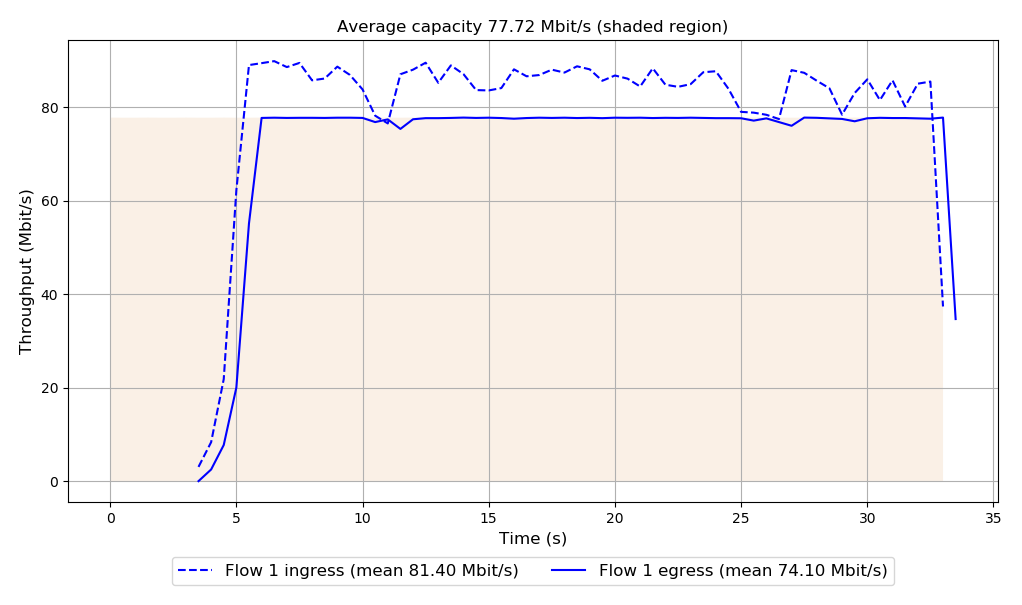 Average capacity 77.72 Mbit/s (shaded region)
Throughput (Mbit/s)
80
60
40
20
0
0 5 10 15 20 25 30 35
Time (s)
Flow 1 ingress (mean 81.40 Mbit/s) Flow 1 egress (mean 74.10 Mbit/s)